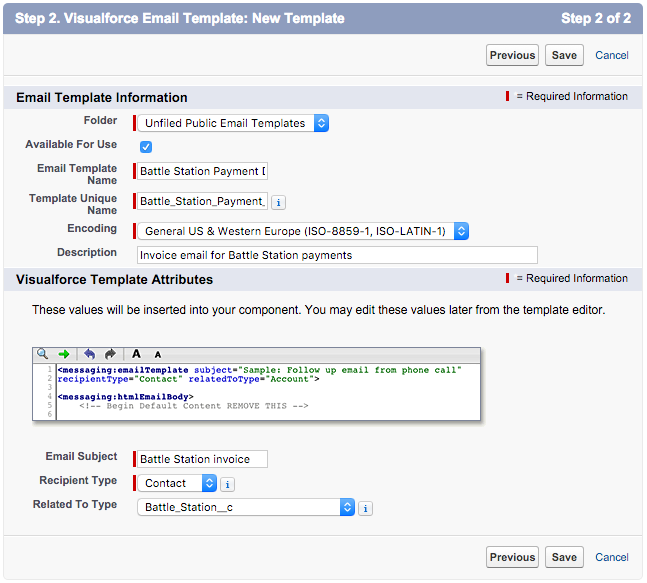 Step 2. Visualforce Email Template: New Template Step 2 of 2
Previous Save Cancel
Email Template Information = Required Information
Folder Unfiled Public Email Templates
Available For Use
Email Template
Name Battle Station Payment D
Template Unique
Name Battle_Station_Payment_ i
Encoding General US & Western Europe (ISO-8859-1, ISO-LATIN-1)
Description Invoice email for Battle Station payments
Visualforce Template Attributes = Required Information
These values will be inserted into your component. You may edit these values later from the template editor.
A A
1 <messaging:emailTemplate subject="Sample: Follow up email from phone call"
2 recipientType="Contact" relatedToType="Account">
3
4 <messaging:htmlEmailBody>
5 <!-- Begin Default Content REMOVE THIS -->
6
Email Subject Battle Station invoice
Recipient Type Contact i
Related To Type Battle_Station__c i
Previous Save Cancel